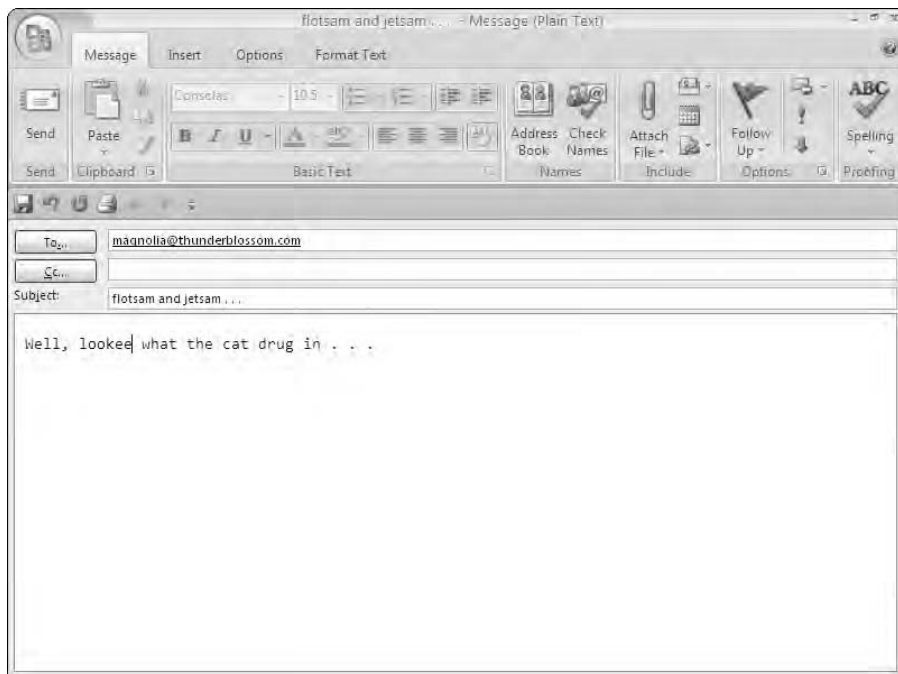 flotsam and jetsam . . . - Message (Plain Text)
Message Insert Options Format Text
Consolas 10.5
ABC
Send Paste B I U A aby Address Book Check Names Attach File Follow Up Spelling
Send Clipboard Basic Text Names Include Options Proofing
To... magnolia@thunderblossom.com
Cc...
Subject: flotsam and jetsam . . .
Well, lookee what the cat drug in . . .